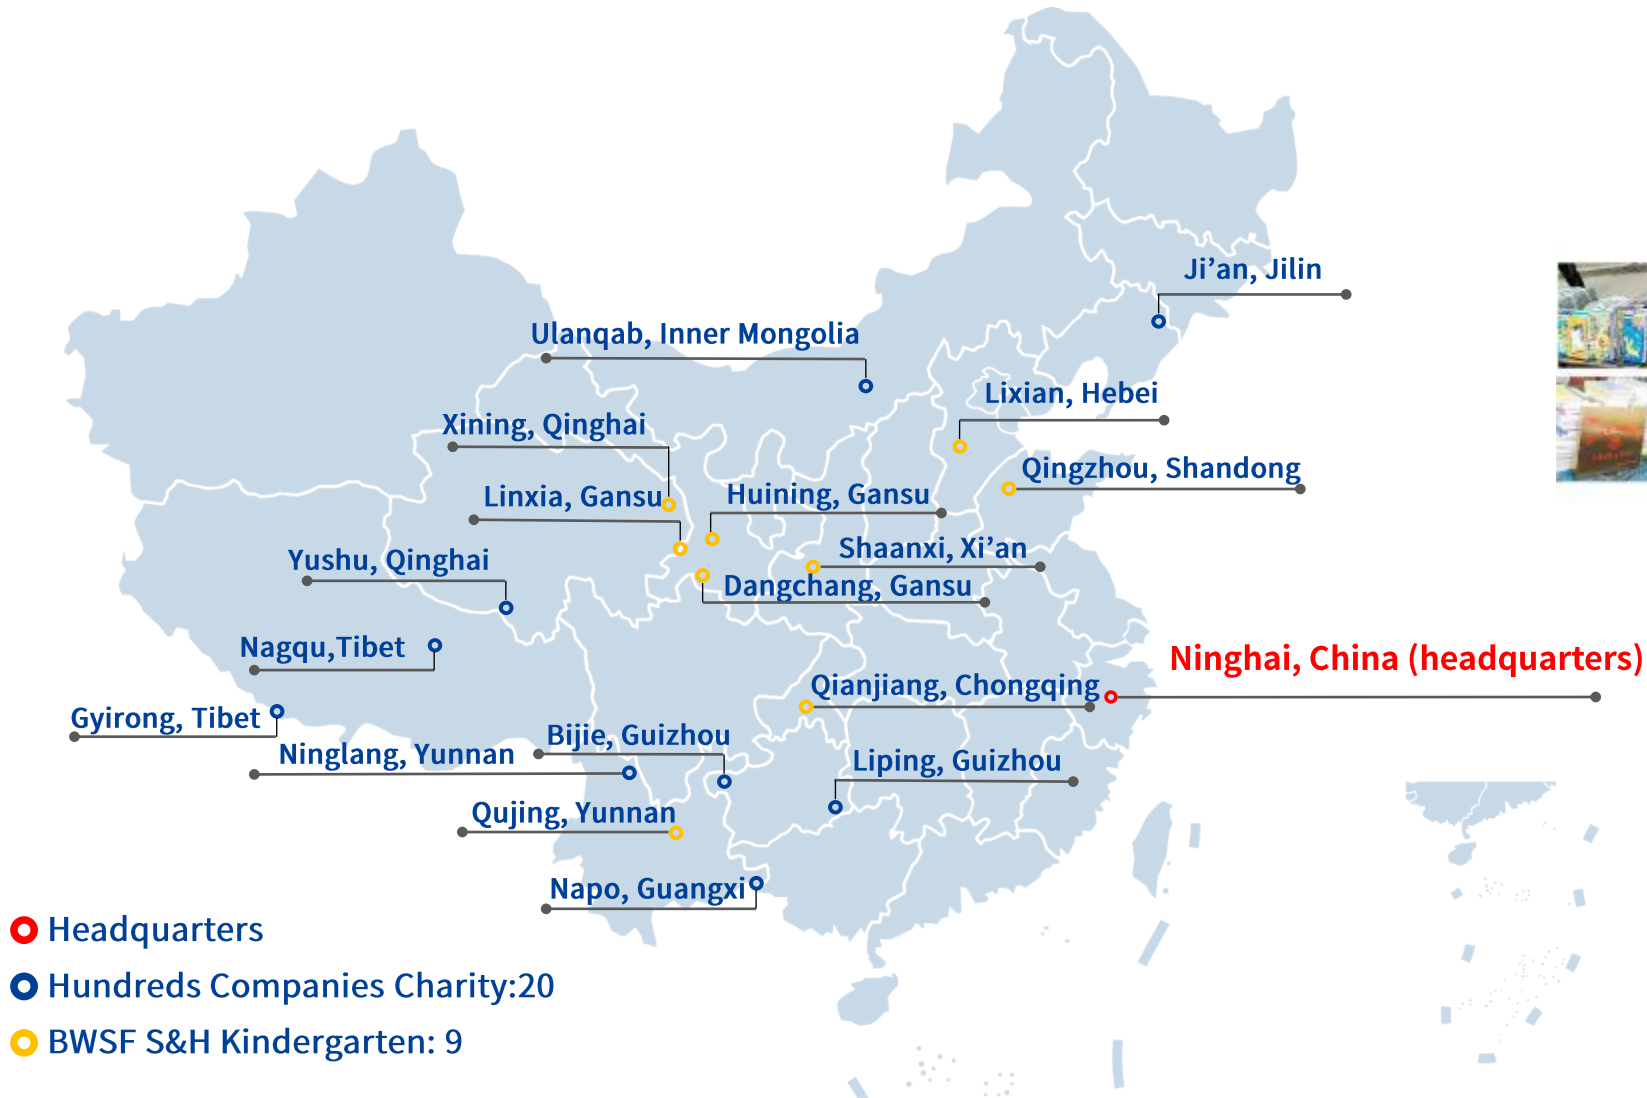 Ji’an, Jilin
Ulanqab, Inner Mongolia
Lixian, Hebei
Xining, Qinghai
Qingzhou, Shandong
Linxia, Gansu
Huining, Gansu
Shaanxi, Xi’an
Yushu, Qinghai
Dangchang, Gansu
Nagqu,Tibet
Ninghai, China (headquarters)
Qianjiang, Chongqing
Gyirong, Tibet
Bijie, Guizhou
Ninglang, Yunnan
Liping, Guizhou
Qujing, Yunnan
Napo, Guangxi
Headquarters
Hundreds Companies Charity:20
BWSF S&H Kindergarten: 9